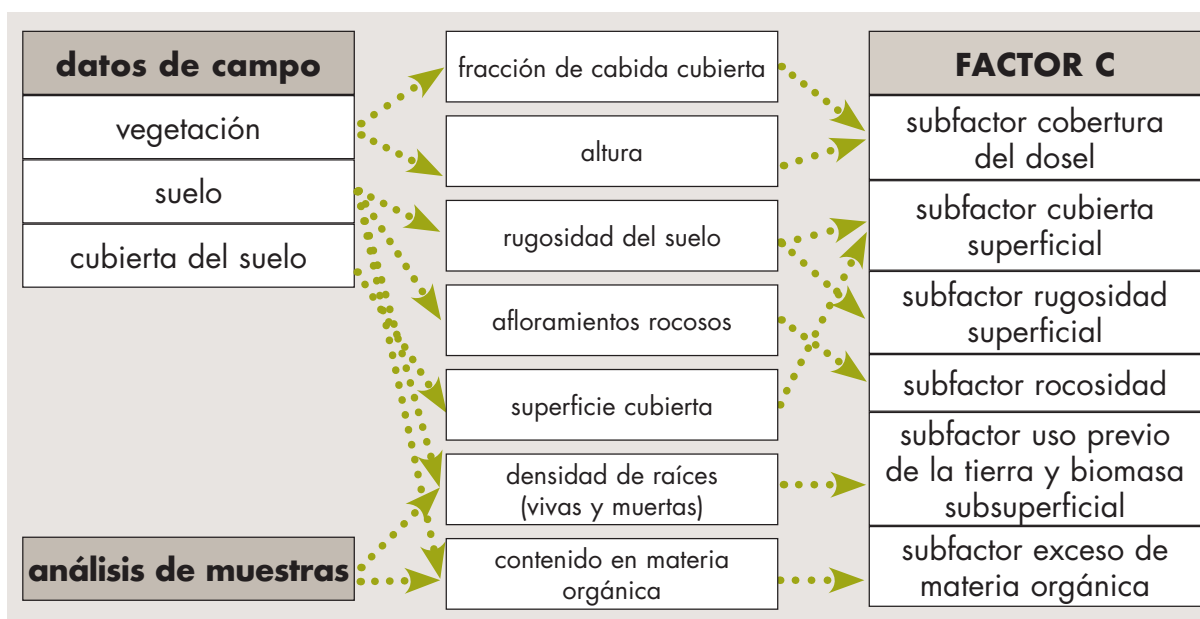 datos de campo
vegetación
suelo
cubierta del suelo
análisis de muestras
fracción de cabida cubierta
altura
rugosidad del suelo
afloramientos rocosos
superficie cubierta
densidad de raíces
(vivas y muertas)
contenido en materia
orgánica
FACTOR C
subfactor cobertura
del dosel
subfactor cubierta
superficial
subfactor rugosidad
superficial
subfactor rocosidad
subfactor uso previo
de la tierra y biomasa
subsuperficial
subfactor exceso de
materia orgánica